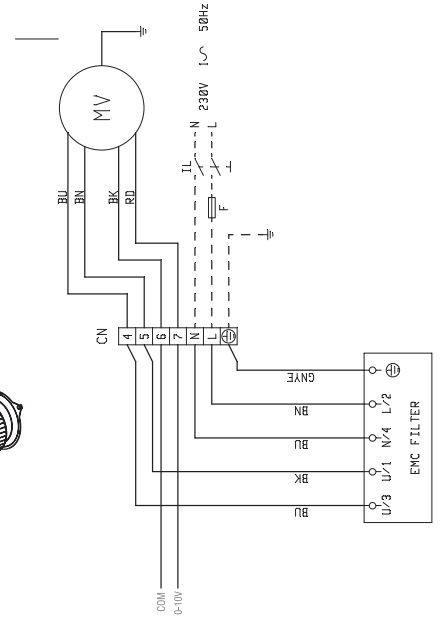 230V 1∿ 50Hz
MV
N
L
IL
F
BU
BN
BK
RD
CN
4
5
6
7
N
L
GNYE
BN
BU
BK
BU
L/2
N/4
U/1
U/3
EMC FILTER
COM
0-10V